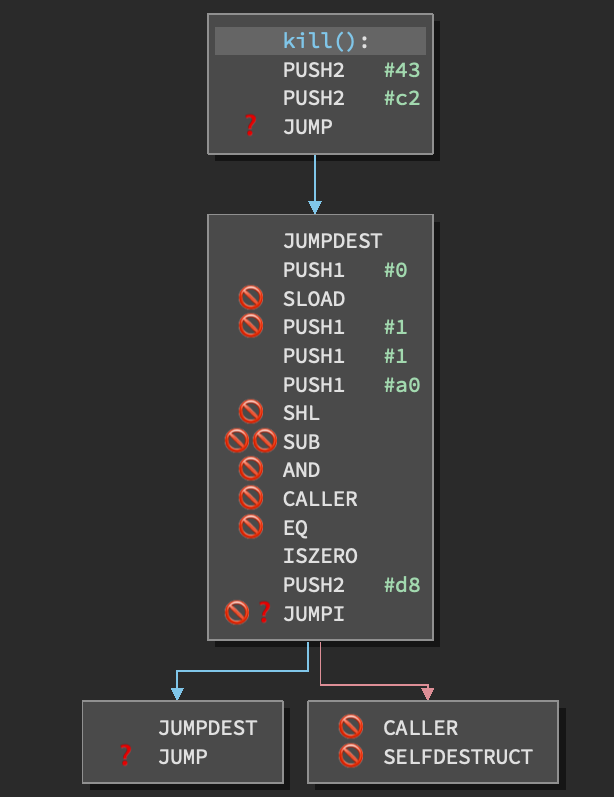 kill():
PUSH2 #43
PUSH2 #c2
❓ JUMP
JUMPDEST
PUSH1 #0
🚫 SLOAD
🚫 PUSH1 #1
PUSH1 #1
PUSH1 #a0
🚫 SHL
🚫🚫 SUB
🚫 AND
🚫 CALLER
🚫 EQ
ISZERO
PUSH2 #d8
🚫❓ JUMPI
JUMPDEST
❓ JUMP
🚫 CALLER
🚫 SELFDESTRUCT